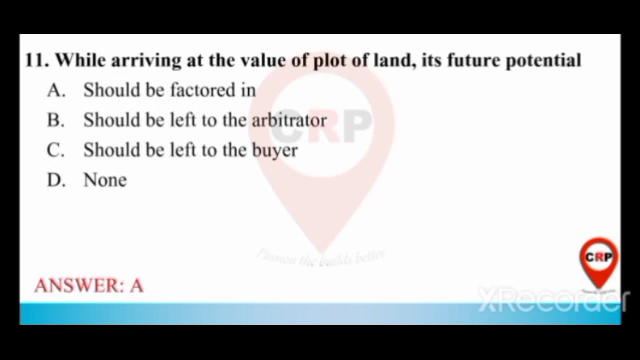 11. While arriving at the value of plot of land, its future potential
A. Should be factored in
B. Should be left to the arbitrator
C. Should be left to the buyer
D. None
CRP
CRP
ANSWER: A
XRecorder